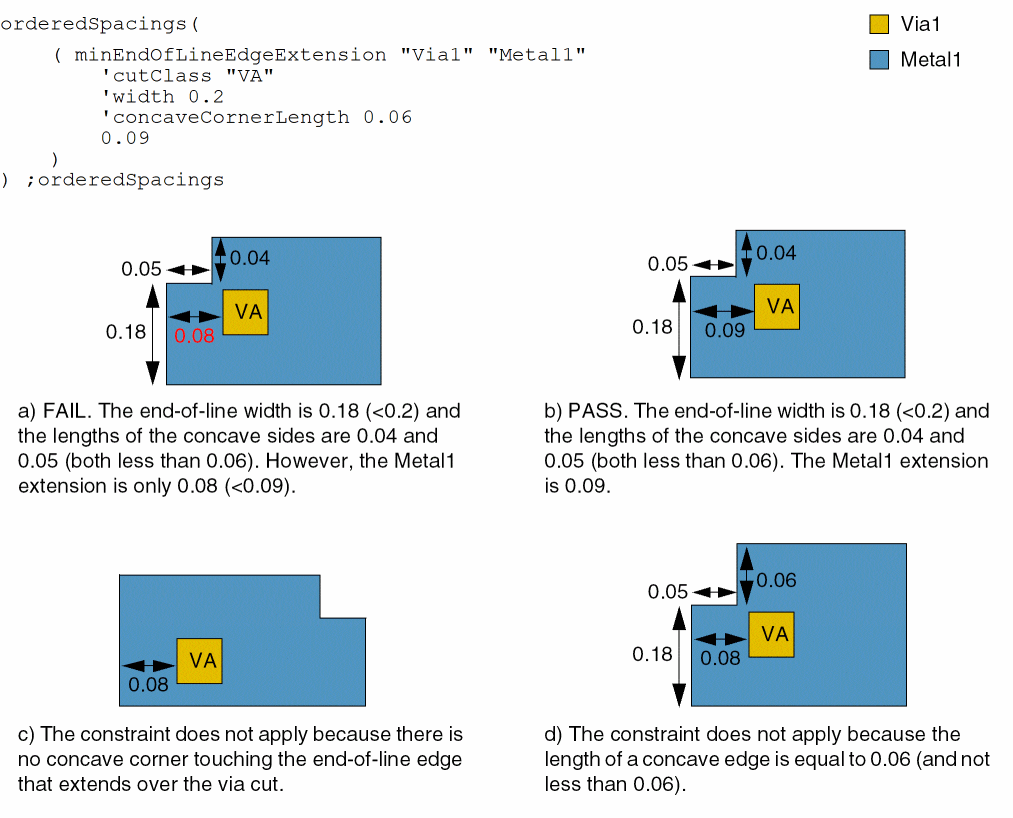 orderedSpacings(
( minEndOfLineEdgeExtension "Via1" "Metal1"
'cutClass "VA"
'width 0.2
'concaveCornerLength 0.06
0.09
)
) ;orderedSpacings
Via1
Metal1
0.04
0.05
VA
0.18
0.08
a) FAIL. The end-of-line width is 0.18 (<0.2) and
the lengths of the concave sides are 0.04 and
0.05 (both less than 0.06). However, the Metal1
extension is only 0.08 (<0.09).
0.04
0.05
VA
0.18
0.09
b) PASS. The end-of-line width is 0.18 (<0.2) and
the lengths of the concave sides are 0.04 and
0.05 (both less than 0.06). The Metal1 extension
is 0.09.
VA
0.08
c) The constraint does not apply because there is
no concave corner touching the end-of-line edge
that extends over the via cut.
0.06
0.05
VA
0.18
0.08
d) The constraint does not apply because the
length of a concave edge is equal to 0.06 (and not
less than 0.06).